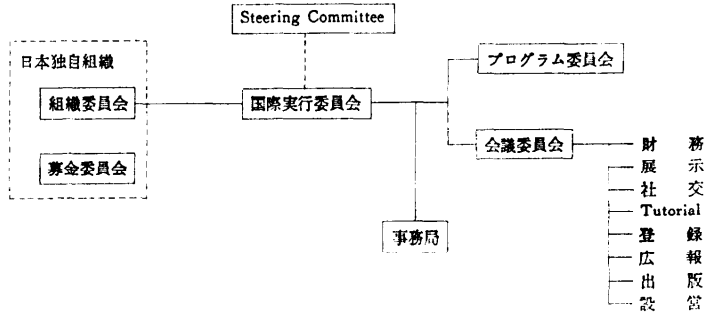 Steering Committee
日本独自組織
組織委員会
募金委員会
国際実行委員会
事務局
プログラム委員会
会議委員会
財務
展示
社交
Tutorial
登録
広報
出版
設営